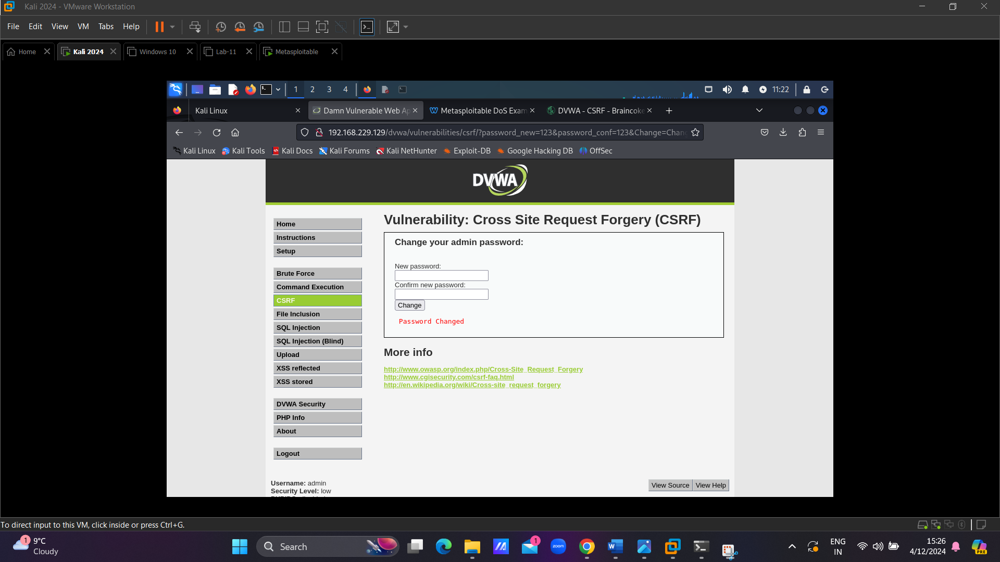 Kali 2024 - VMware Workstation
File Edit View VM Tabs Help
Home Kali 2024 Windows 10 Lab-11 Metasploitable
1 2 3 4 11:22
Kali Linux Damn Vulnerable Web Ap Metasploitable DoS Exam DVWA - CSRF - Braincoke
192.168.229.129/dvwa/vulnerabilities/csrf/?password_new=123&password_conf=123&Change=Chan
Kali Linux Kali Tools Kali Docs Kali Forums Kali NetHunter Exploit-DB Google Hacking DB OffSec
DVWA
Vulnerability: Cross Site Request Forgery (CSRF)
Home
Instructions
Setup
Brute Force
Command Execution
CSRF
File Inclusion
SQL Injection
SQL Injection (Blind)
Upload
XSS reflected
XSS stored
DVWA Security
PHP Info
About
Logout
Change your admin password:
New password:
Confirm new password:
Change
Password Changed
More info
http://www.owasp.org/index.php/Cross-Site_Request_Forgery
http://www.cgisecurity.com/csrf-faq.html
http://en.wikipedia.org/wiki/Cross-site_request_forgery
Username: admin
Security Level: low
View Source View Help
To direct input to this VM, click inside or press Ctrl+G.
1
9°C
Cloudy
Search
1
zoom
ENG
IN
15:26
4/12/2024
PRE